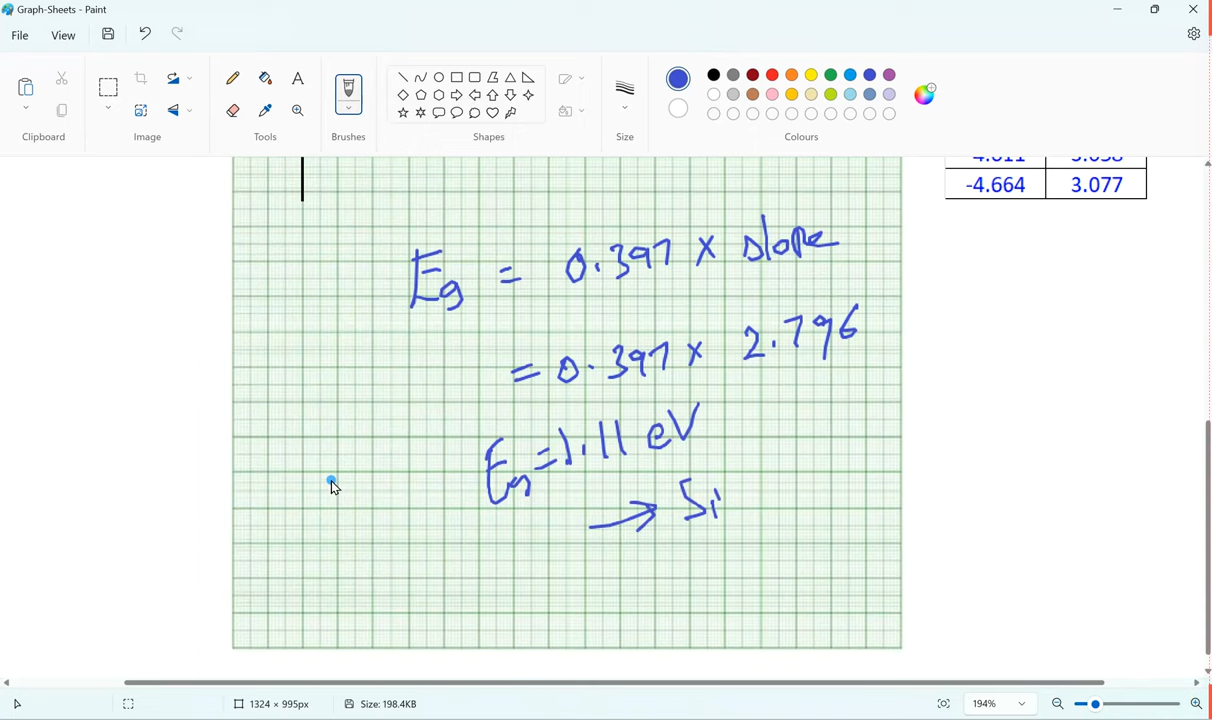 Graph-Sheets - Paint
File View
Clipboard Image Tools Brushes Shapes Size Colours
-4.664 3.077
Eg = 0.397 × slope
= 0.397 × 2.796
Eg = 1.11 eV
→ Si
1324 × 995px Size: 198.4KB 194%